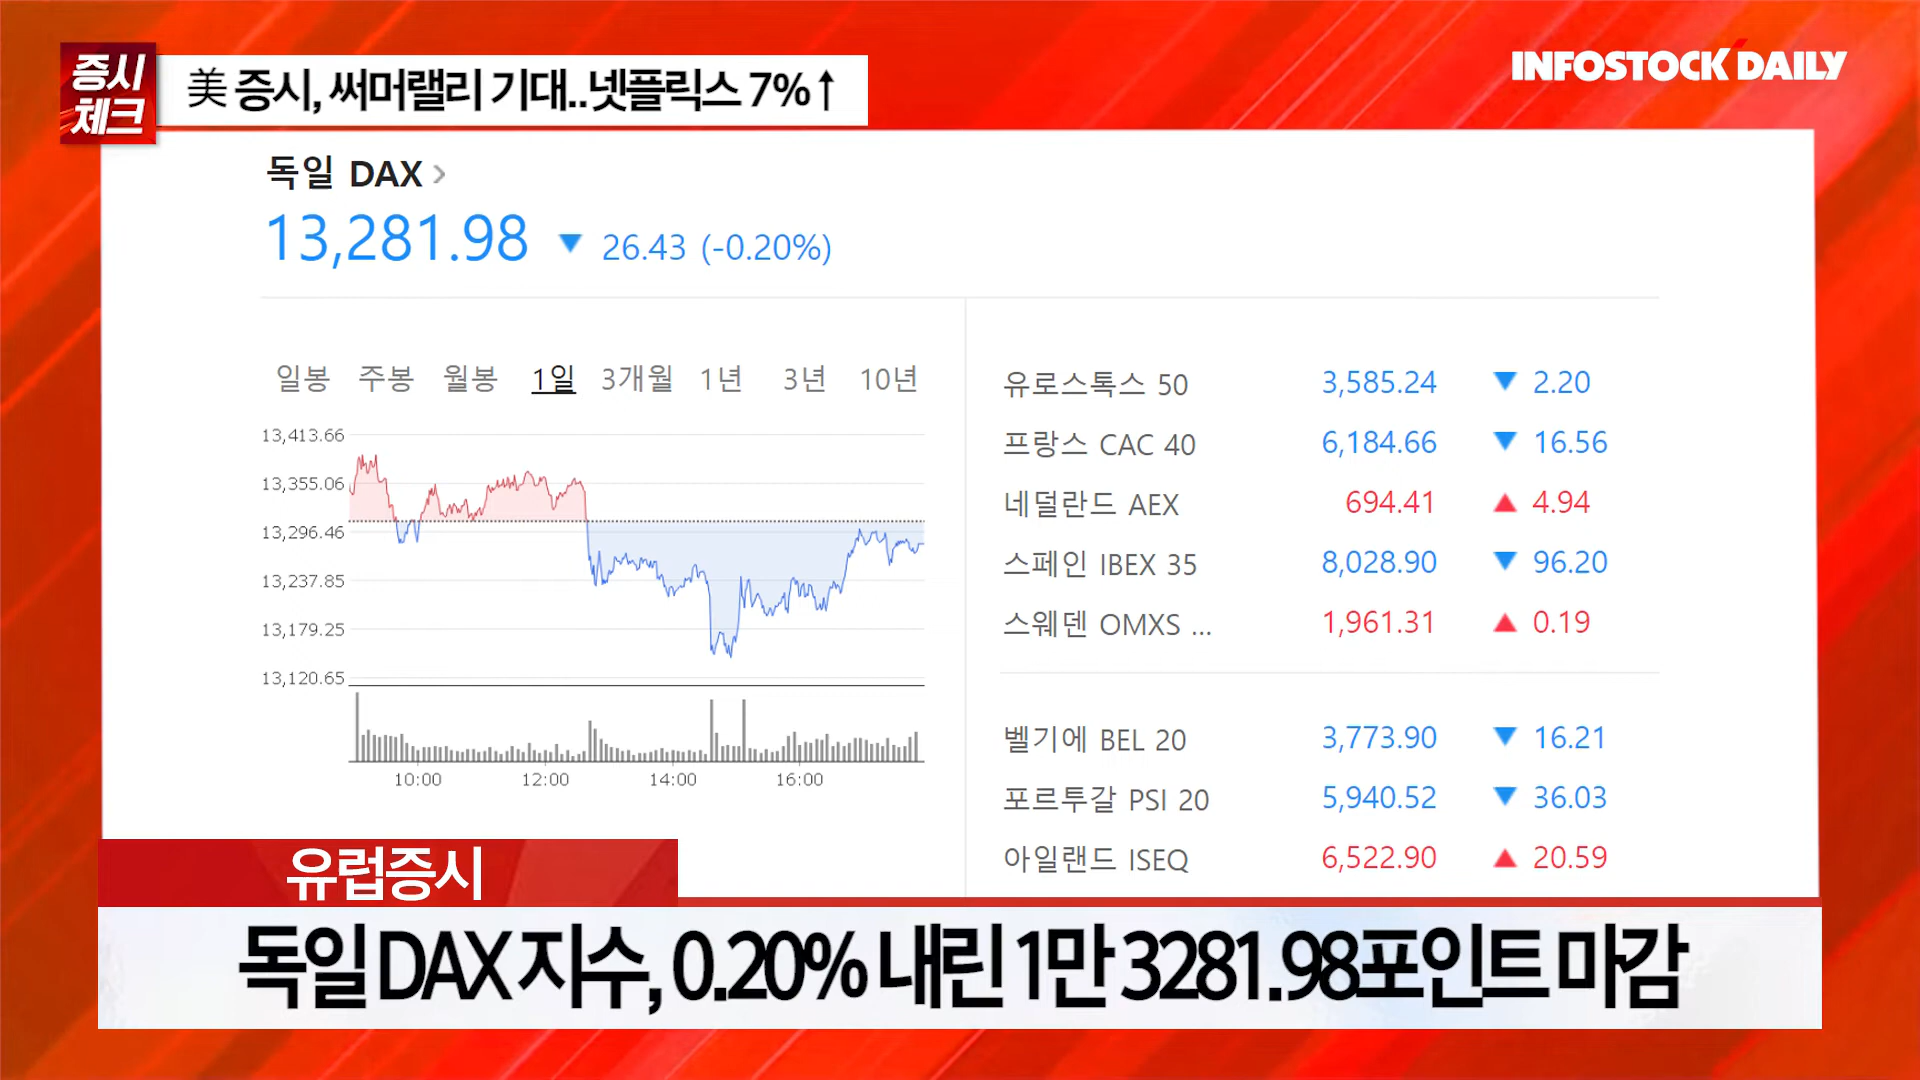 증시
체크
美 증시, 써머랠리 기대..넷플릭스 7%↑
INFOSTOCK DAILY
독일 DAX >
13,281.98 ▼ 26.43 (-0.20%)
일봉 주봉 월봉 1일 3개월 1년 3년 10년
13,413.66
13,355.06
13,296.46
13,237.85
13,179.25
13,120.65
10:00 12:00 14:00 16:00
유로스톡스 50 3,585.24 ▼ 2.20
프랑스 CAC 40 6,184.66 ▼ 16.56
네덜란드 AEX 694.41 ▲ 4.94
스페인 IBEX 35 8,028.90 ▼ 96.20
스웨덴 OMXS ... 1,961.31 ▲ 0.19
벨기에 BEL 20 3,773.90 ▼ 16.21
포르투갈 PSI 20 5,940.52 ▼ 36.03
아일랜드 ISEQ 6,522.90 ▲ 20.59
유럽증시
독일 DAX 지수, 0.20% 내린 1만 3281.98포인트 마감